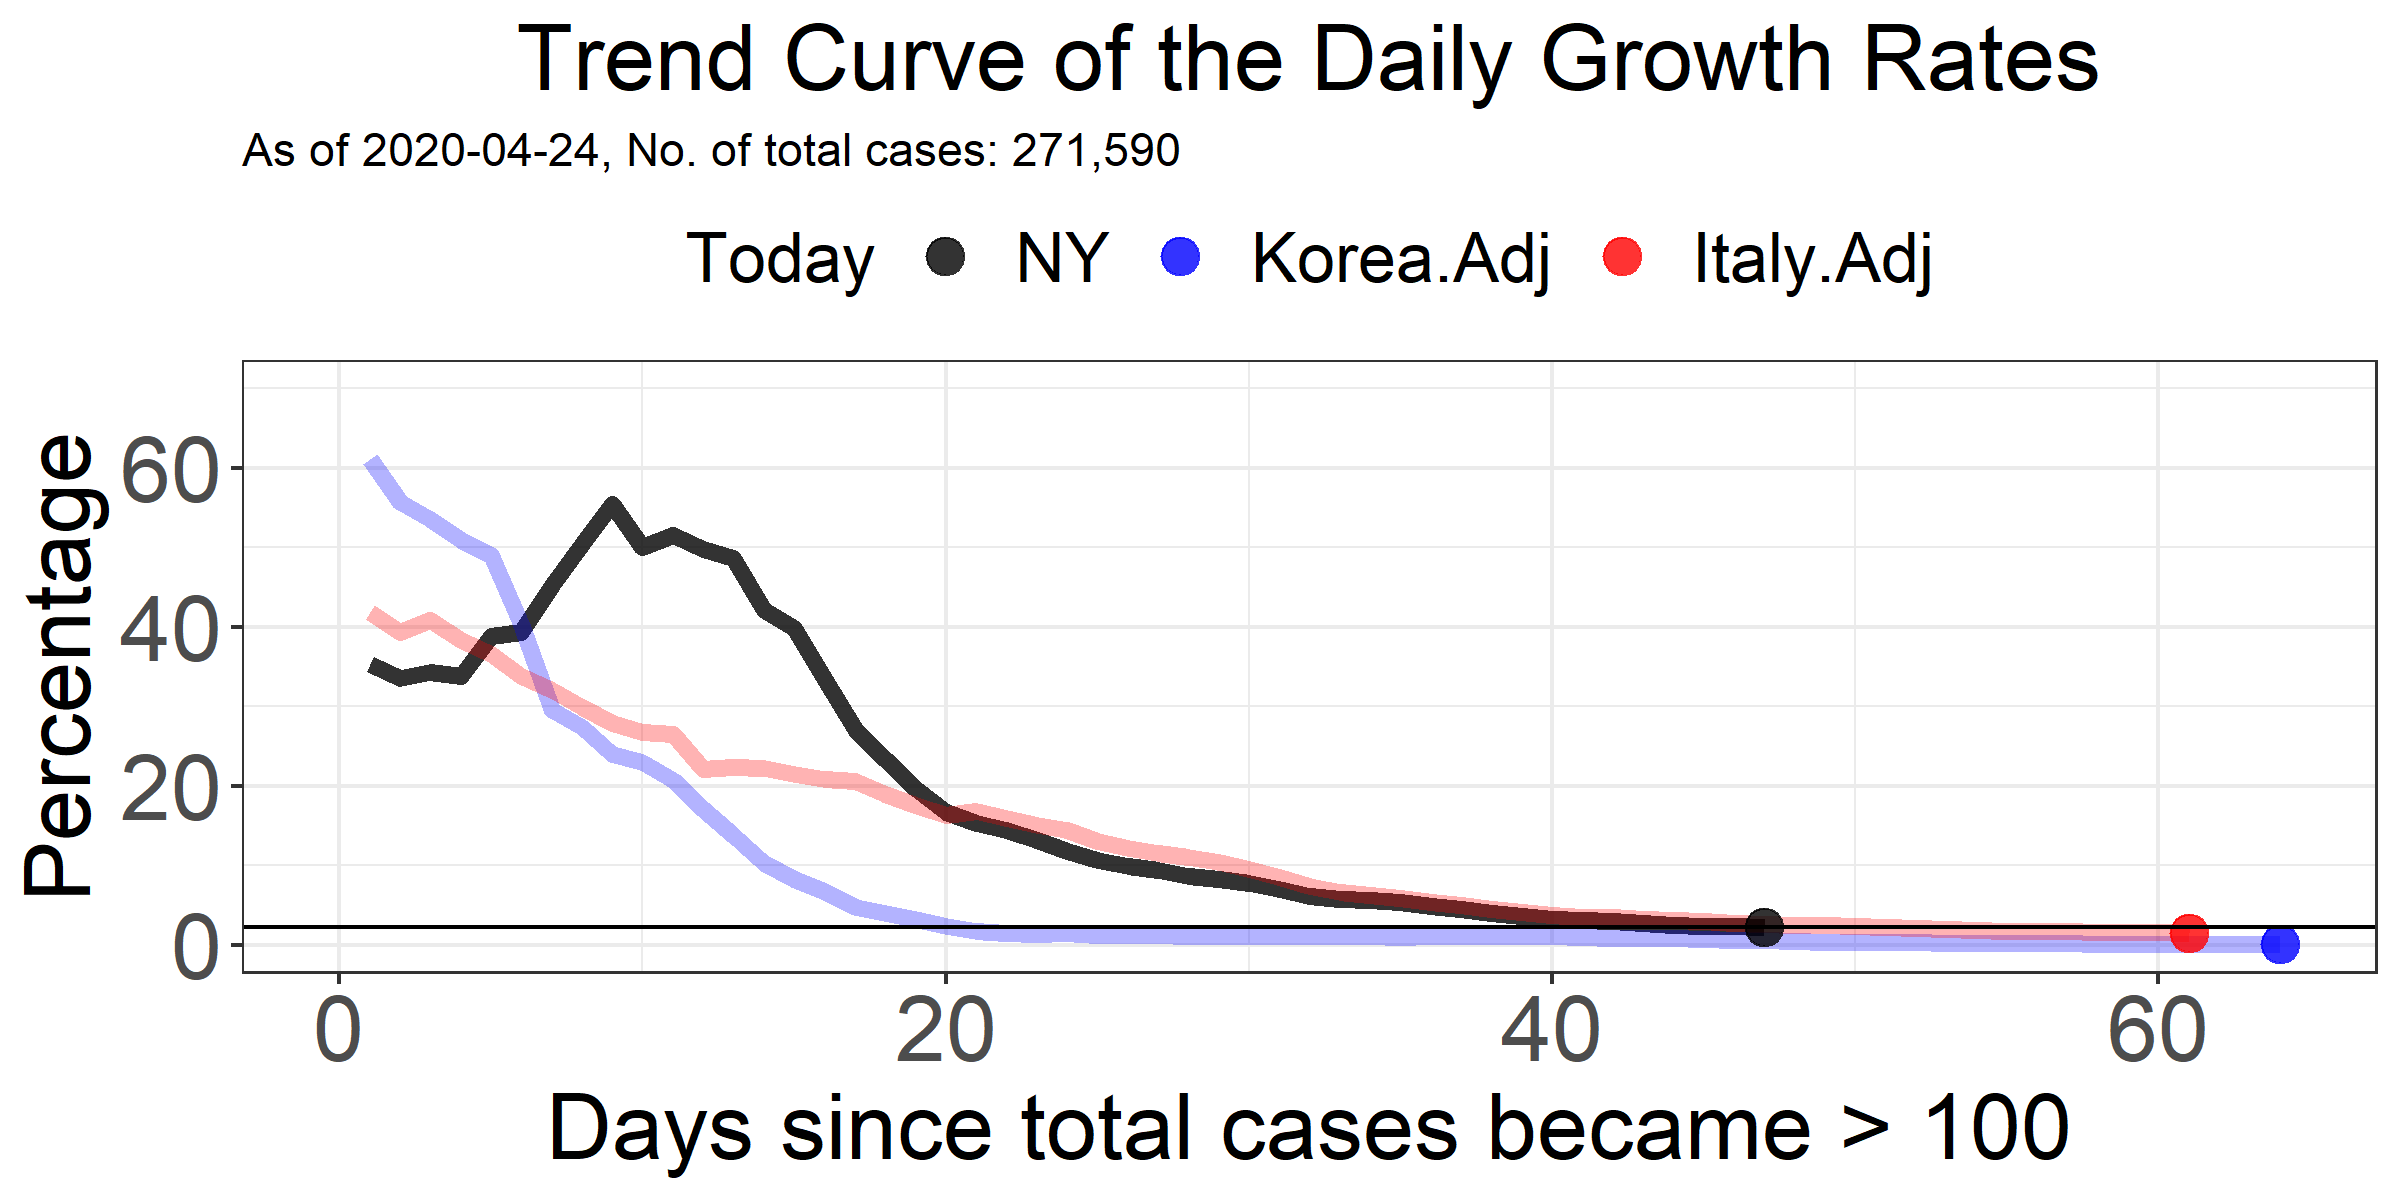 Trend Curve of the Daily Growth Rates
As of 2020-04-24, No. of total cases: 271,590
Today NY Korea.Adj Italy.Adj
Percentage
60
40
20
0
0 20 40 60
Days since total cases became > 100